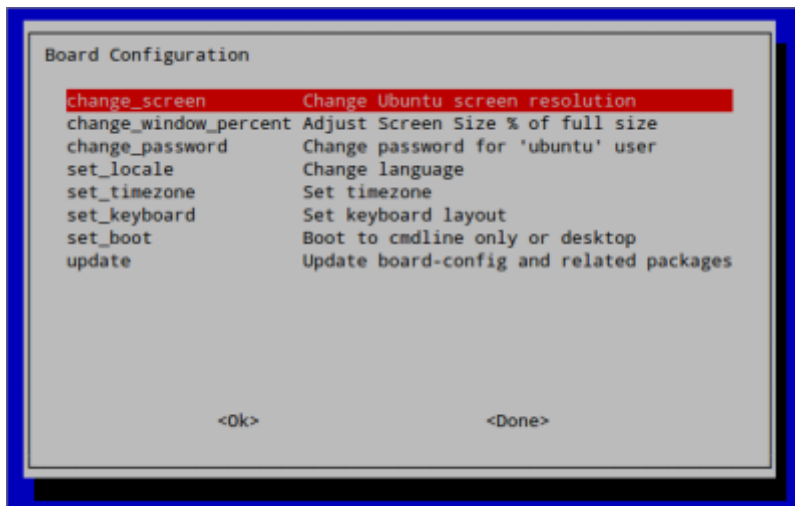 Board Configuration
change_screen Change Ubuntu screen resolution
change_window_percent Adjust Screen Size % of full size
change_password Change password for 'ubuntu' user
set_locale Change language
set_timezone Set timezone
set_keyboard Set keyboard layout
set_boot Boot to cmdline only or desktop
update Update board-config and related packages
<Ok> <Done>